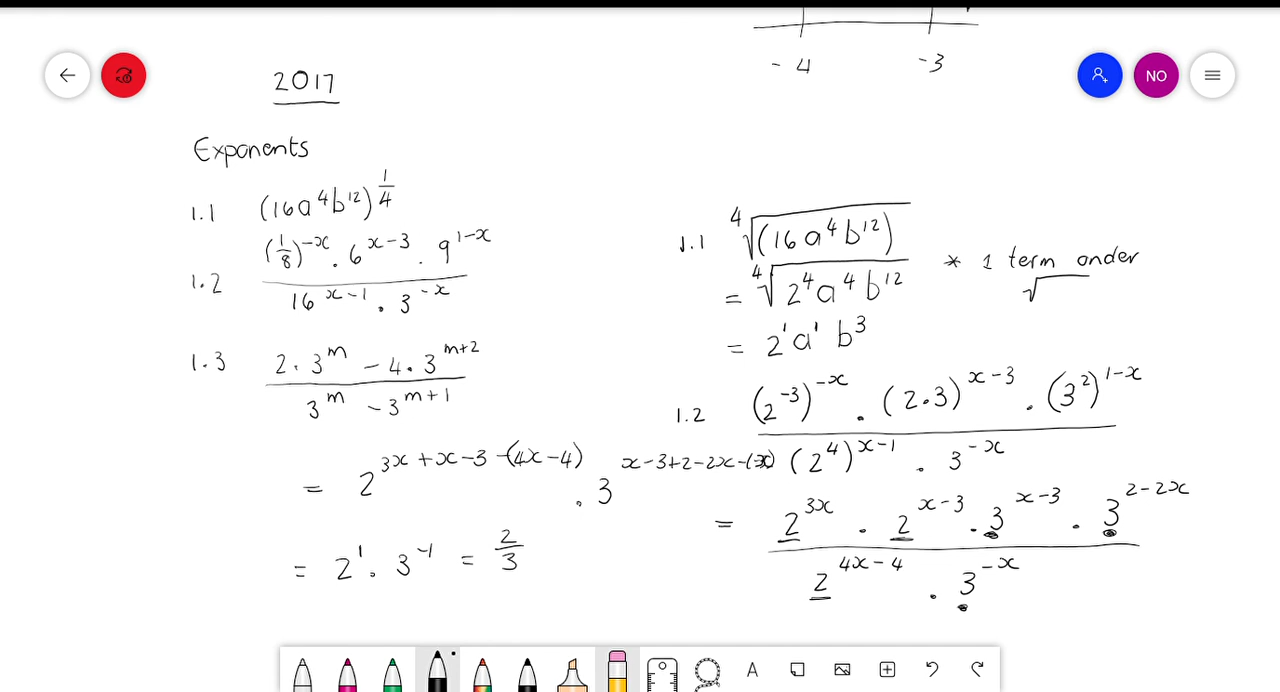 -4 -3
NO
2017
Exponents
1.1 (16a⁴b¹²)^(1/4)
1.2 ((1/8)^(-x) . 6^(x-3) . 9^(1-x)) / (16^(x-1) . 3^(-x))
1.3 (2.3^m - 4.3^(m+2)) / (3^m - 3^(m+1))
= 2^(3x+x-3-(4x-4)) . 3^(x-3+2-2x-(-x))
= 2^1 . 3^(-1) = 2/3
1.1 ⁴√(16a⁴b¹²)
= ⁴√2⁴a⁴b¹² * 1 term onder √
= 2¹a¹b³
1.2 ((2^(-3))^(-x) . (2.3)^(x-3) . (3²)^(1-x)) / ((2⁴)^(x-1) . 3^(-x))
= (2^(3x) . 2^(x-3) . 3^(x-3) . 3^(2-2x)) / (2^(4x-4) . 3^(-x))
A